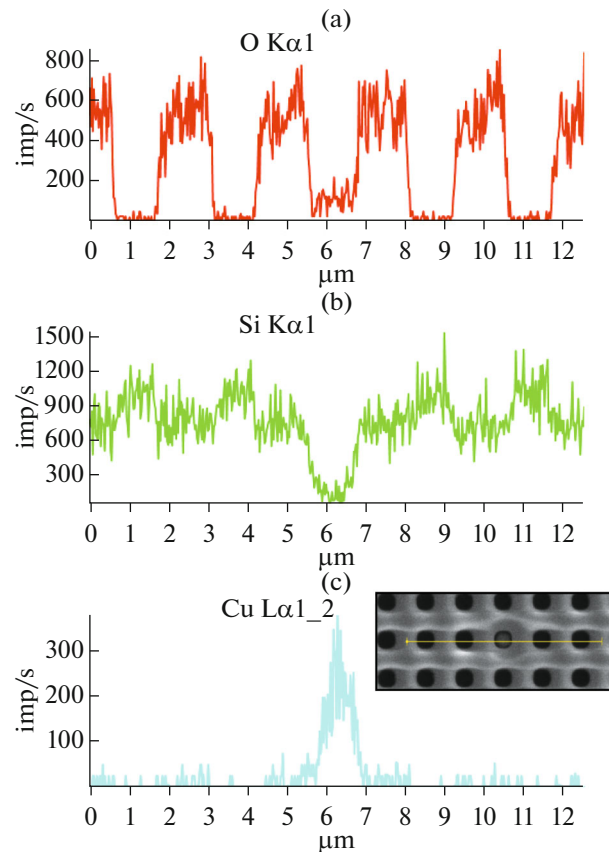 (a)
O Kα1
imp/s
800
600
400
200
0 1 2 3 4 5 6 7 8 9 10 11 12
μm
(b)
Si Kα1
imp/s
1500
1200
900
600
300
0 1 2 3 4 5 6 7 8 9 10 11 12
μm
(c)
Cu Lα1_2
imp/s
300
200
100
0 1 2 3 4 5 6 7 8 9 10 11 12
μm